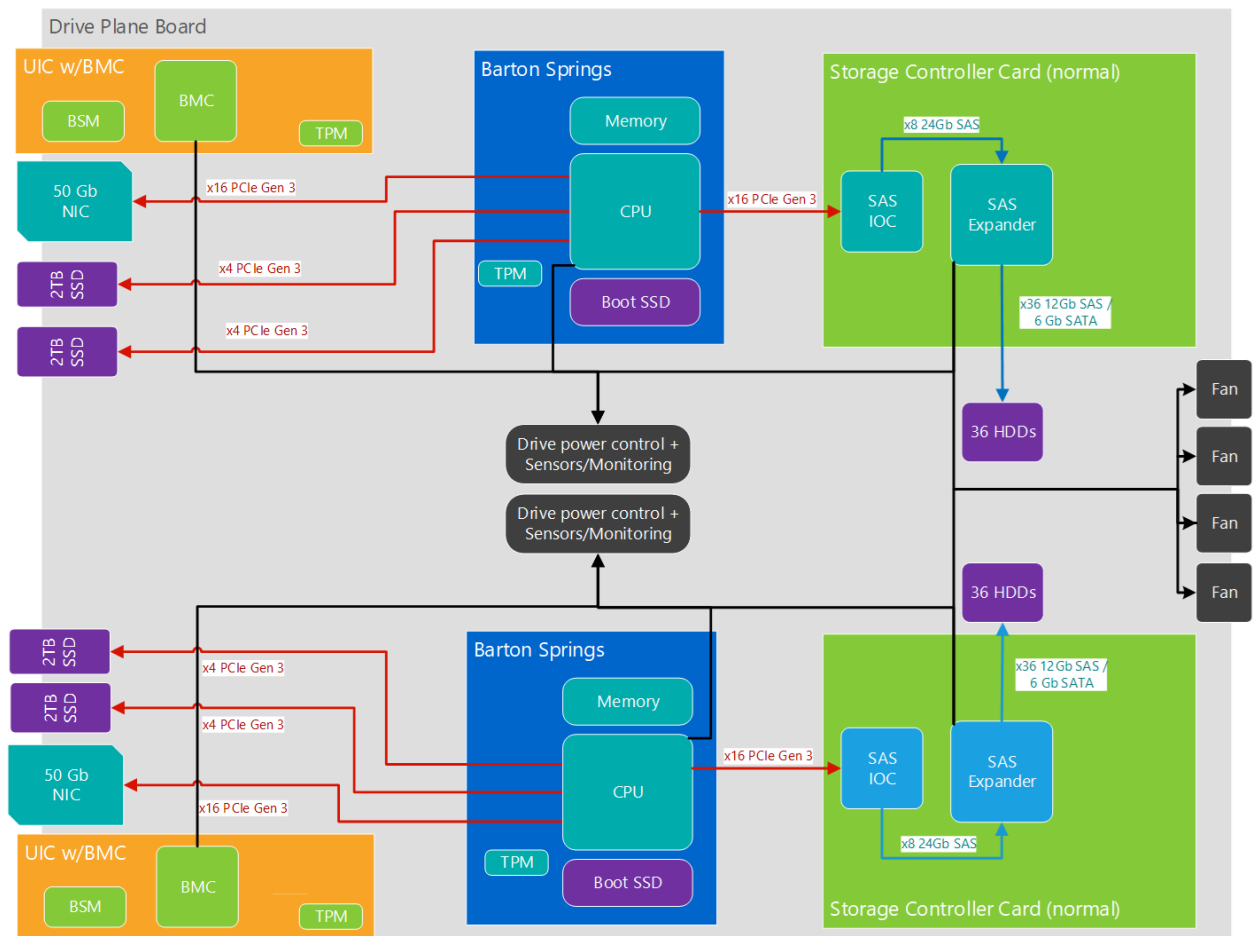 Drive Plane Board
UIC w/BMC
BMC
BSM
TPM
50 Gb
NIC
2TB
SSD
2TB
SSD
x16 PCIe Gen 3
x4 PCIe Gen 3
x4 PCIe Gen 3
Barton Springs
Memory
CPU
TPM
Boot SSD
x16 PCIe Gen 3
Storage Controller Card (normal)
x8 24Gb SAS
SAS
IOC
SAS
Expander
x36 12Gb SAS /
6 Gb SATA
36 HDDs
Fan
Fan
Fan
Fan
Drive power control +
Sensors/Monitoring
Drive power control +
Sensors/Monitoring
36 HDDs
x36 12Gb SAS /
6 Gb SATA
2TB
SSD
2TB
SSD
50 Gb
NIC
x4 PCIe Gen 3
x4 PCIe Gen 3
x16 PCIe Gen 3
Barton Springs
Memory
CPU
TPM
Boot SSD
x16 PCIe Gen 3
SAS
IOC
SAS
Expander
x8 24Gb SAS
Storage Controller Card (normal)
UIC w/BMC
BMC
BSM
TPM